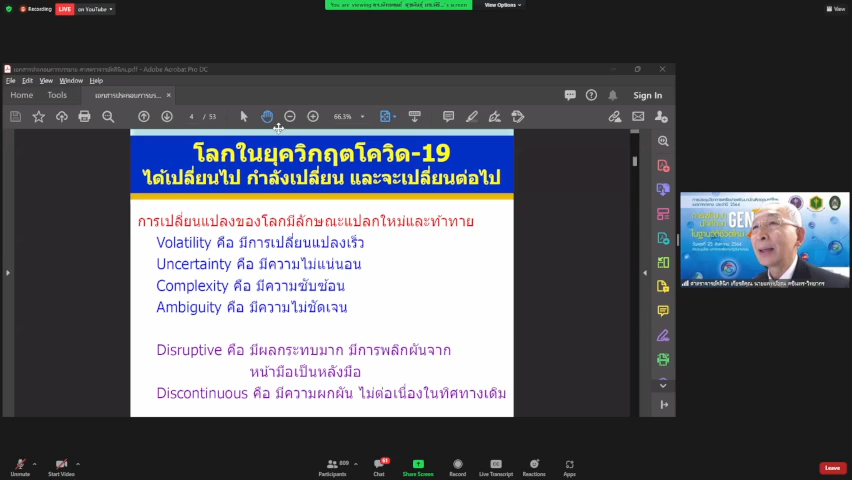 Recording
LIVE on YouTube
View Options
View
File Edit View Window Help
Home Tools
Sign In
4 / 53
66.3%
โลกในยุควิกฤตโควิด-19
ได้เปลี่ยนไป กำลังเปลี่ยน และจะเปลี่ยนต่อไป
การเปลี่ยนแปลงของโลกมีลักษณะแปลกใหม่และท้าทาย
Volatility คือ มีการเปลี่ยนแปลงเร็ว
Uncertainty คือ มีความไม่แน่นอน
Complexity คือ มีความซับซ้อน
Ambiguity คือ มีความไม่ชัดเจน
Disruptive คือ มีผลกระทบมาก มีการพลิกผันจาก
หน้ามือเป็นหลังมือ
Discontinuous คือ มีความผกผัน ไม่ต่อเนื่องในทิศทางเดิม
GEN
Unmute
Start Video
Participants
809
Chat
61
Share Screen
Record
Live Transcript
Reactions
Apps
Leave